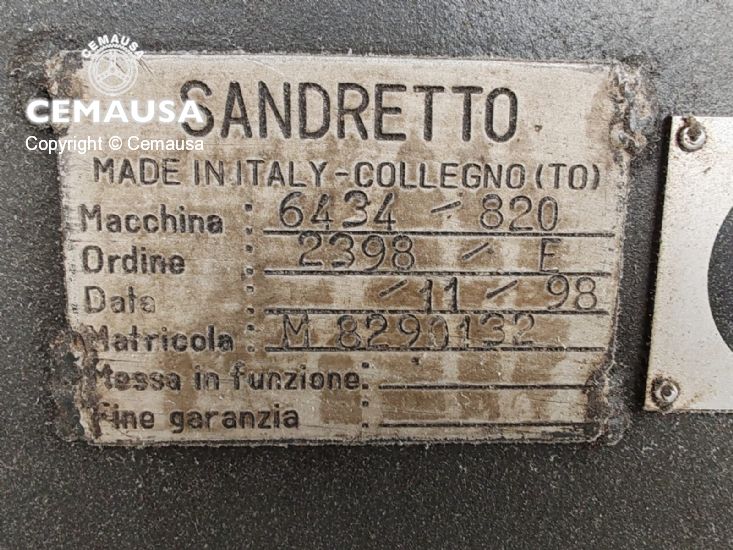 CEMAUSA
CEMAUSA
Copyright © Cemausa
SANDRETTO
MADE IN ITALY - COLLEGNO (TO)
Macchina : 6434 / 820
Ordine : 2398 / E
Data : / 11 / 98
Matricola : M 8290132
Messa in funzione:
Fine garanzia :